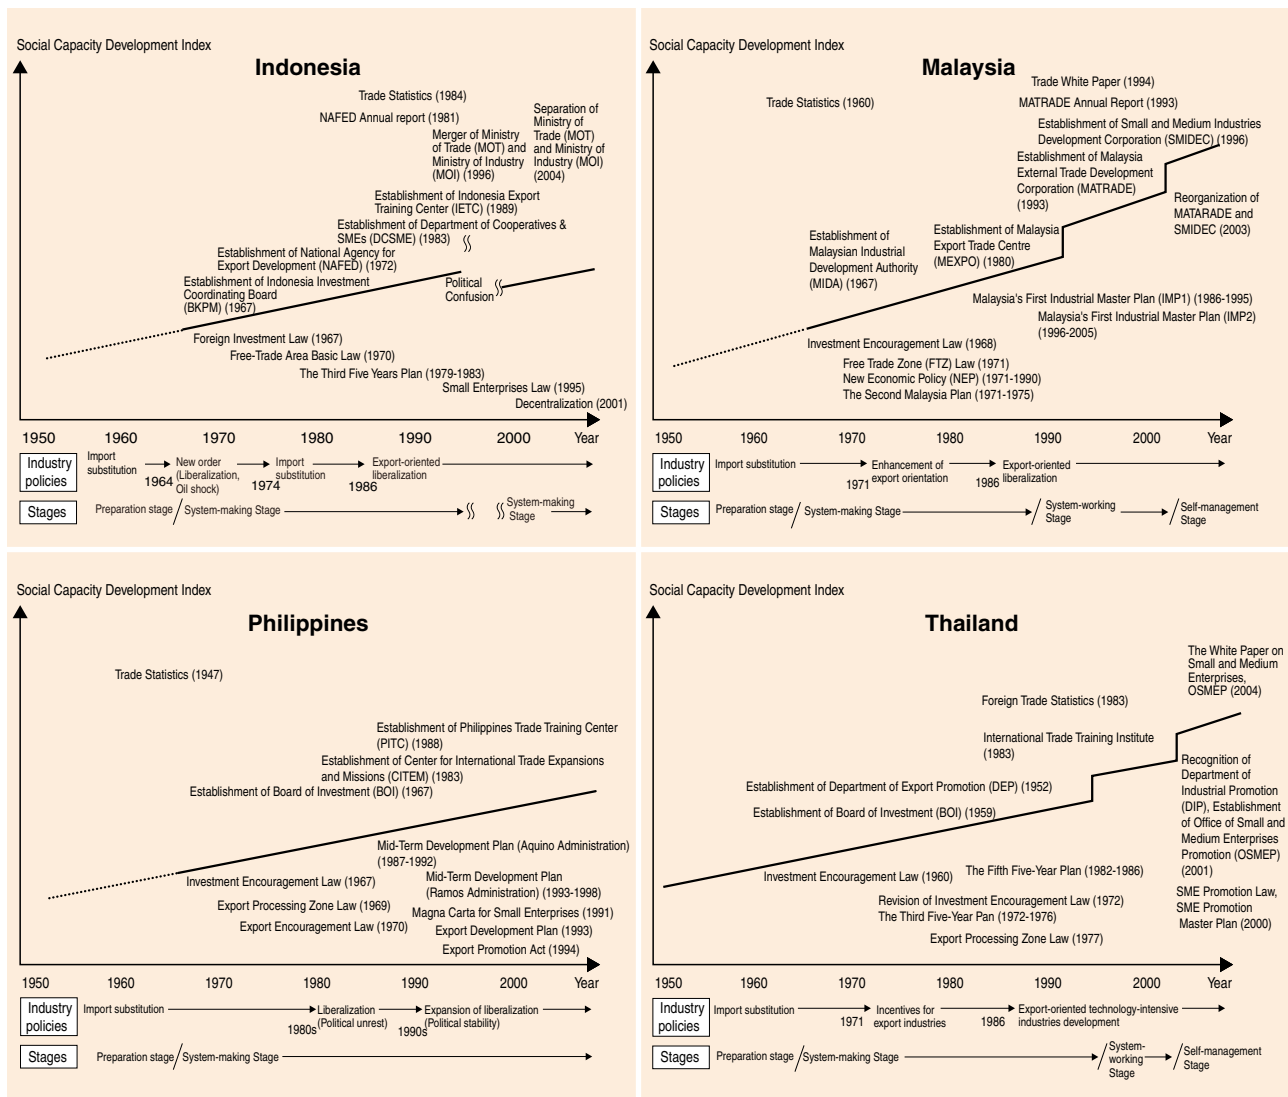 Social Capacity Development Index
Indonesia
Trade Statistics (1984)
NAFED Annual report (1981)
Merger of Ministry
of Trade (MOT) and
Ministry of Industry
(MOI) (1996)
Separation of
Ministry of
Trade (MOT)
and Ministry of
Industry (MOI)
(2004)
Establishment of Indonesia Export
Training Center (IETC) (1989)
Establishment of Department of Cooperatives &
SMEs (DCSME) (1983)
Establishment of National Agency for
Export Development (NAFED) (1972)
Establishment of Indonesia Investment
Coordinating Board
(BKPM) (1967)
Political
Confusion
Foreign Investment Law (1967)
Free-Trade Area Basic Law (1970)
The Third Five Years Plan (1979-1983)
Small Enterprises Law (1995)
Decentralization (2001)
1950 1960 1970 1980 1990 2000 Year
Industry
policies
Import
substitution
1964
New order
(Liberalization,
Oil shock)
1974
Import
substitution
1986
Export-oriented
liberalization
Stages
Preparation stage
System-making Stage
System-making
Stage
Social Capacity Development Index
Malaysia
Trade White Paper (1994)
Trade Statistics (1960)
MATRADE Annual Report (1993)
Establishment of Small and Medium Industries
Development Corporation (SMIDEC) (1996)
Establishment of Malaysia
External Trade Development
Corporation (MATRADE)
(1993)
Reorganization of
MATARADE and
SMIDEC (2003)
Establishment of Malaysia
Export Trade Centre
(MEXPO) (1980)
Establishment of
Malaysian Industrial
Development Authority
(MIDA) (1967)
Malaysia's First Industrial Master Plan (IMP1) (1986-1995)
Malaysia's First Industrial Master Plan (IMP2)
(1996-2005)
Investment Encouragement Law (1968)
Free Trade Zone (FTZ) Law (1971)
New Economic Policy (NEP) (1971-1990)
The Second Malaysia Plan (1971-1975)
1950 1960 1970 1980 1990 2000 Year
Industry
policies
Import substitution
1971
Enhancement of
export orientation
1986
Export-oriented
liberalization
Stages
Preparation stage
System-making Stage
System-working
Stage
Self-management
Stage
Social Capacity Development Index
Philippines
Trade Statistics (1947)
Establishment of Philippines Trade Training Center
(PITC) (1988)
Establishment of Center for International Trade Expansions
and Missions (CITEM) (1983)
Establishment of Board of Investment (BOI) (1967)
Mid-Term Development Plan (Aquino Administration)
(1987-1992)
Investment Encouragement Law (1967)
Mid-Term Development Plan
(Ramos Administration) (1993-1998)
Export Processing Zone Law (1969)
Magna Carta for Small Enterprises (1991)
Export Encouragement Law (1970)
Export Development Plan (1993)
Export Promotion Act (1994)
1950 1960 1970 1980 1990 2000 Year
Industry
policies
Import substitution
1980s
Liberalization
(Political unrest)
1990s
Expansion of liberalization
(Political stability)
Stages
Preparation stage
System-making Stage
Social Capacity Development Index
Thailand
The White Paper on
Small and Medium
Enterprises,
OSMEP (2004)
Foreign Trade Statistics (1983)
International Trade Training Institute
(1983)
Establishment of Department of Export Promotion (DEP) (1952)
Establishment of Board of Investment (BOI) (1959)
Recognition of
Department of
Industrial Promotion
(DIP), Establishment
of Office of Small and
Medium Enterprises
Promotion (OSMEP)
(2001)
SME Promotion Law,
SME Promotion
Master Plan (2000)
Investment Encouragement Law (1960)
The Fifth Five-Year Plan (1982-1986)
Revision of Investment Encouragement Law (1972)
The Third Five-Year Pan (1972-1976)
Export Processing Zone Law (1977)
1950 1960 1970 1980 1990 2000 Year
Industry
policies
Import substitution
1971
Incentives for
export industries
1986
Export-oriented technology-intensive
industries development
Stages
Preparation stage
System-making Stage
System-
working
Stage
Self-management
Stage